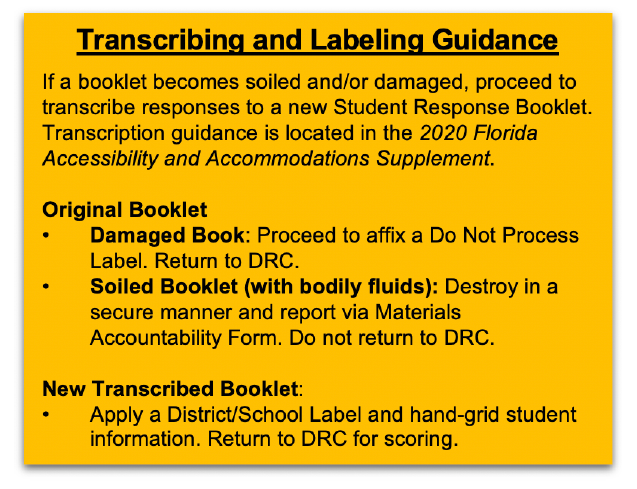 Transcribing and Labeling Guidance
If a booklet becomes soiled and/or damaged, proceed to
transcribe responses to a new Student Response Booklet.
Transcription guidance is located in the 2020 Florida
Accessibility and Accommodations Supplement.
Original Booklet
• Damaged Book: Proceed to affix a Do Not Process
Label. Return to DRC.
• Soiled Booklet (with bodily fluids): Destroy in a
secure manner and report via Materials
Accountability Form. Do not return to DRC.
New Transcribed Booklet:
• Apply a District/School Label and hand-grid student
information. Return to DRC for scoring.